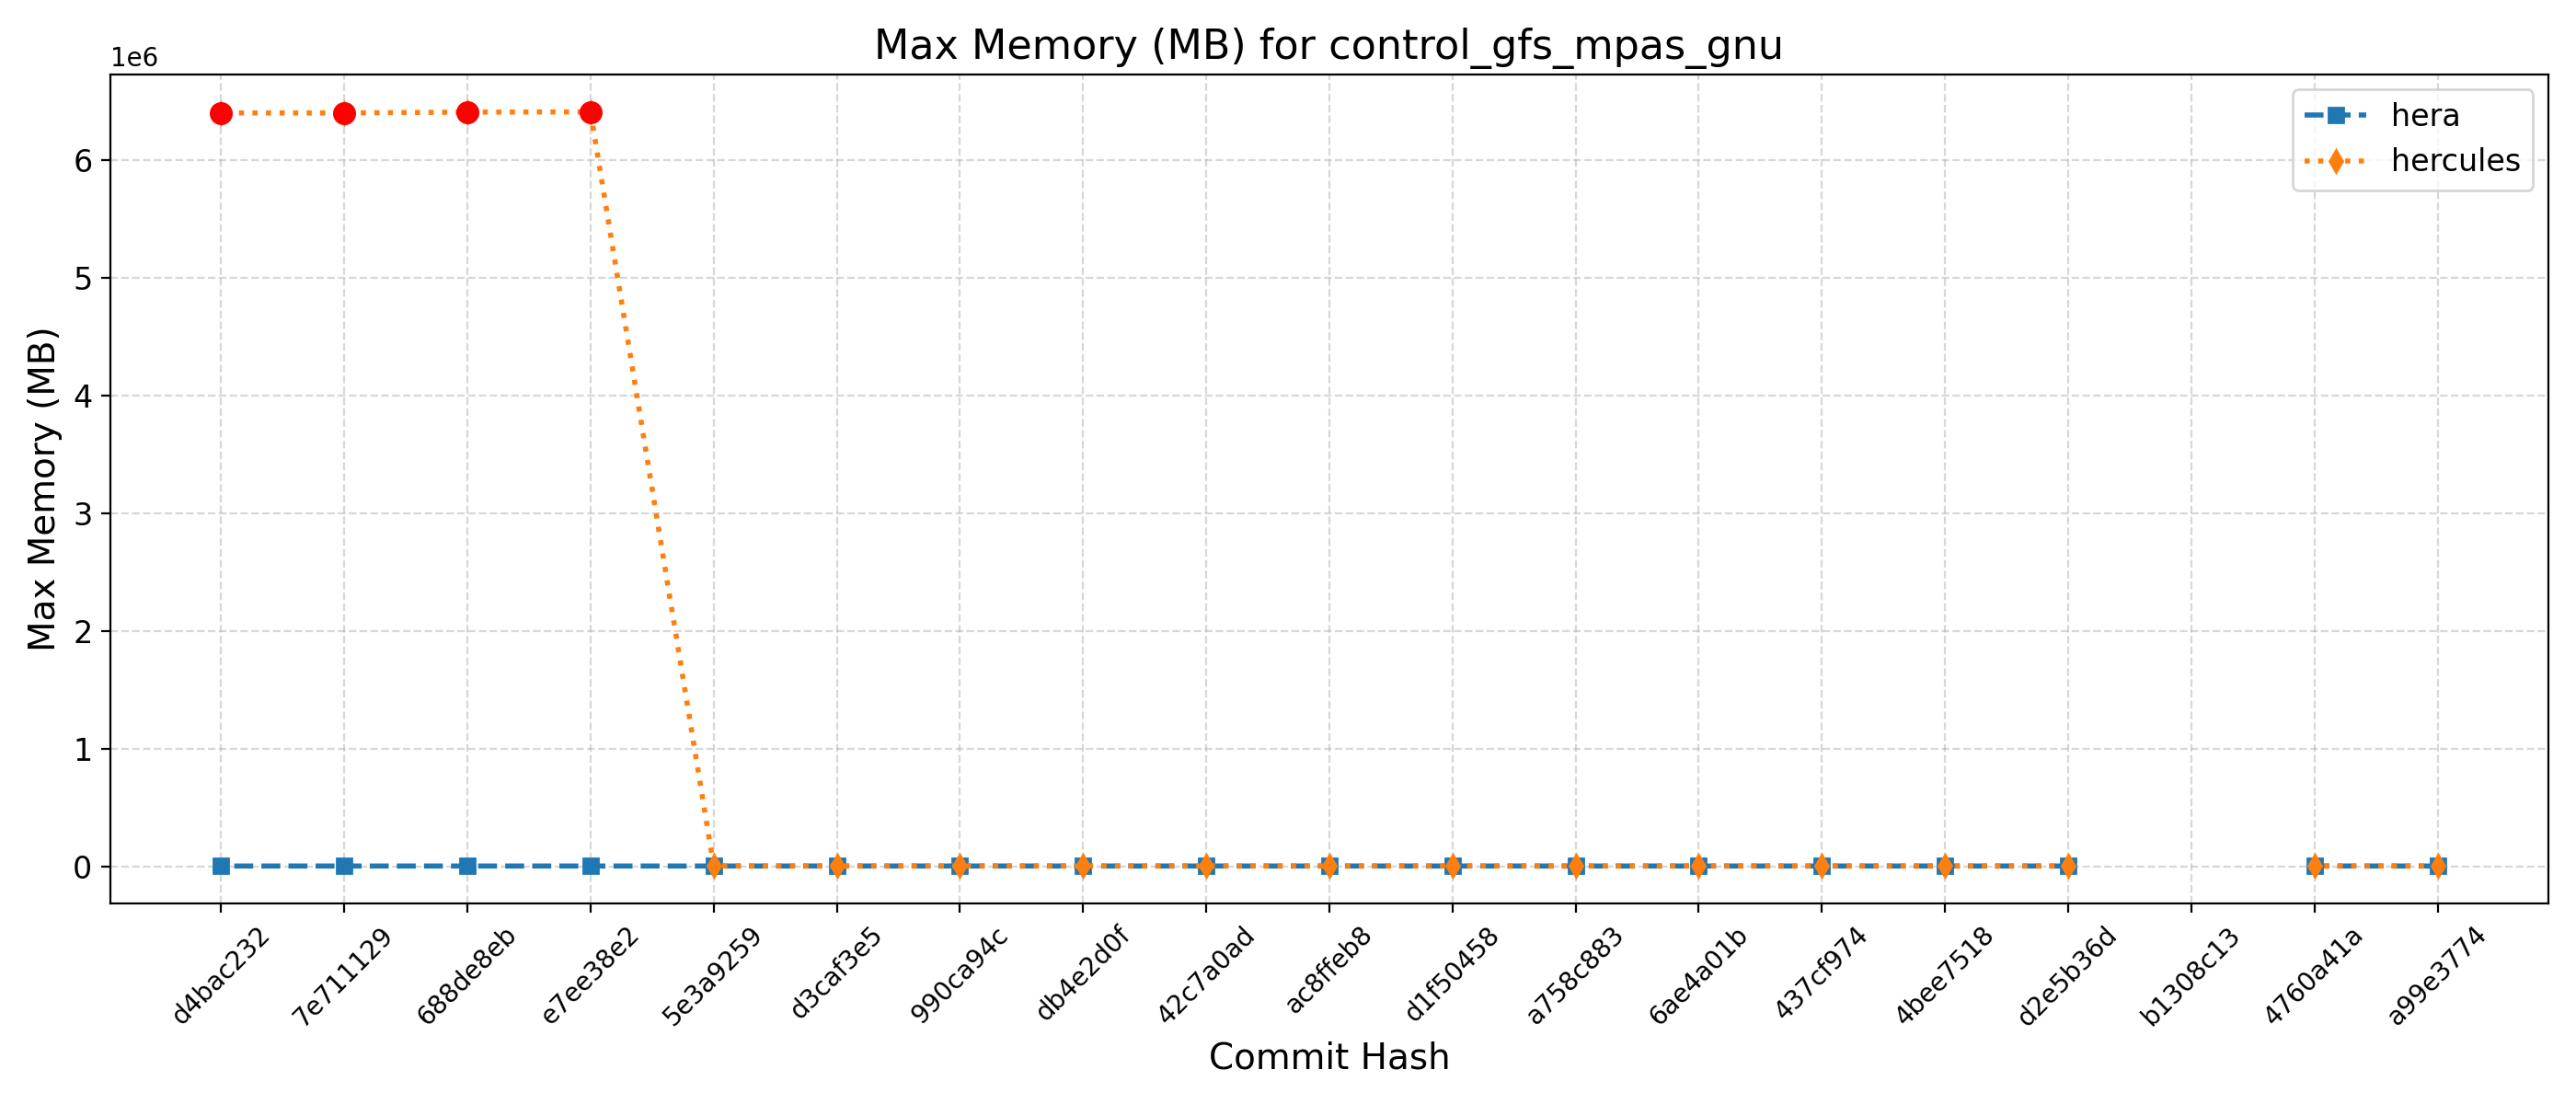 Max Memory (MB) for control_gfs_mpas_gnu
1e6
hera
hercules
6
5
4
3
2
1
0
Max Memory (MB)
d4bac232
7e711129
688de8eb
e7ee38e2
5e3a9259
d3caf3e5
990ca94c
db4e2d0f
42c7a0ad
ac8ffeb8
d1f50458
a758c883
6ae4a01b
437cf974
4bee7518
d2e5b36d
b1308c13
4760a41a
a99e3774
Commit Hash